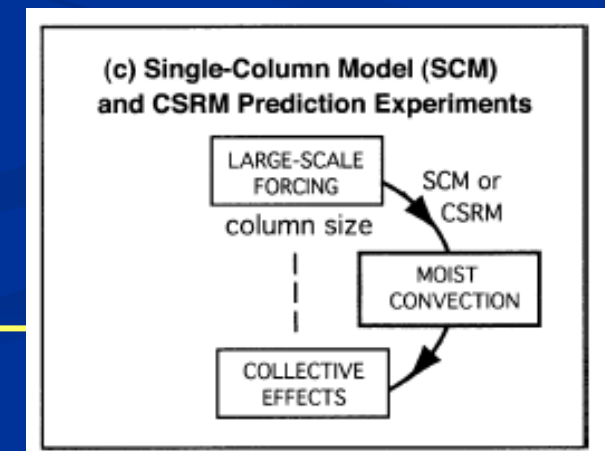 (c) Single-Column Model (SCM)
and CSRM Prediction Experiments
LARGE-SCALE
FORCING
SCM or
CSRM
column size
MOIST
CONVECTION
COLLECTIVE
EFFECTS